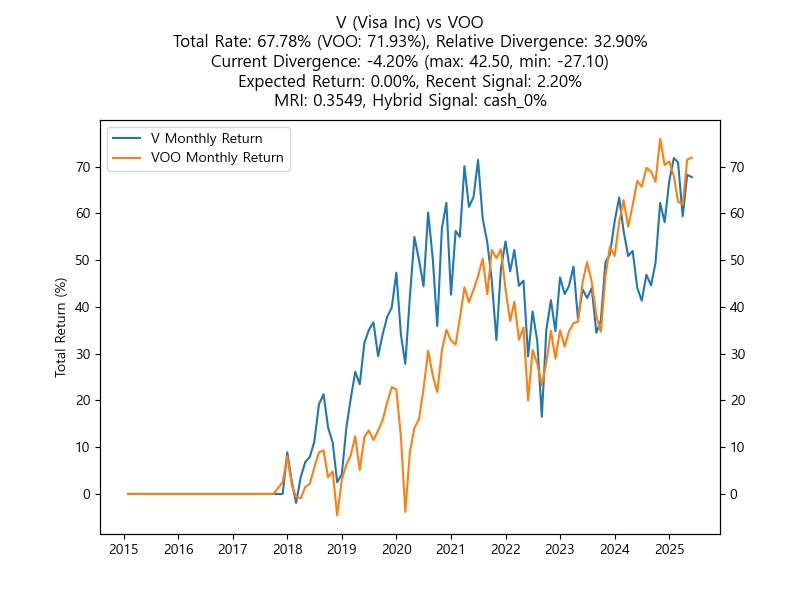 V (Visa Inc) vs VOO
Total Rate: 67.78% (VOO: 71.93%), Relative Divergence: 32.90%
Current Divergence: -4.20% (max: 42.50, min: -27.10)
Expected Return: 0.00%, Recent Signal: 2.20%
MRI: 0.3549, Hybrid Signal: cash_0%
V Monthly Return
VOO Monthly Return
Total Return (%)
70
60
50
40
30
20
10
0
70
60
50
40
30
20
10
0
2015 2016 2017 2018 2019 2020 2021 2022 2023 2024 2025